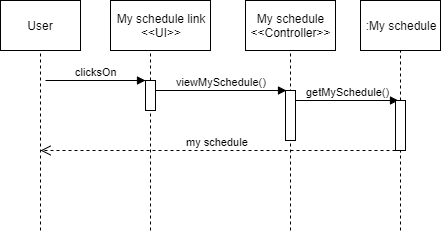 User
My schedule link
<<UI>>
My schedule
<<Controller>>
:My schedule
clicksOn
viewMySchedule()
getMySchedule()
my schedule